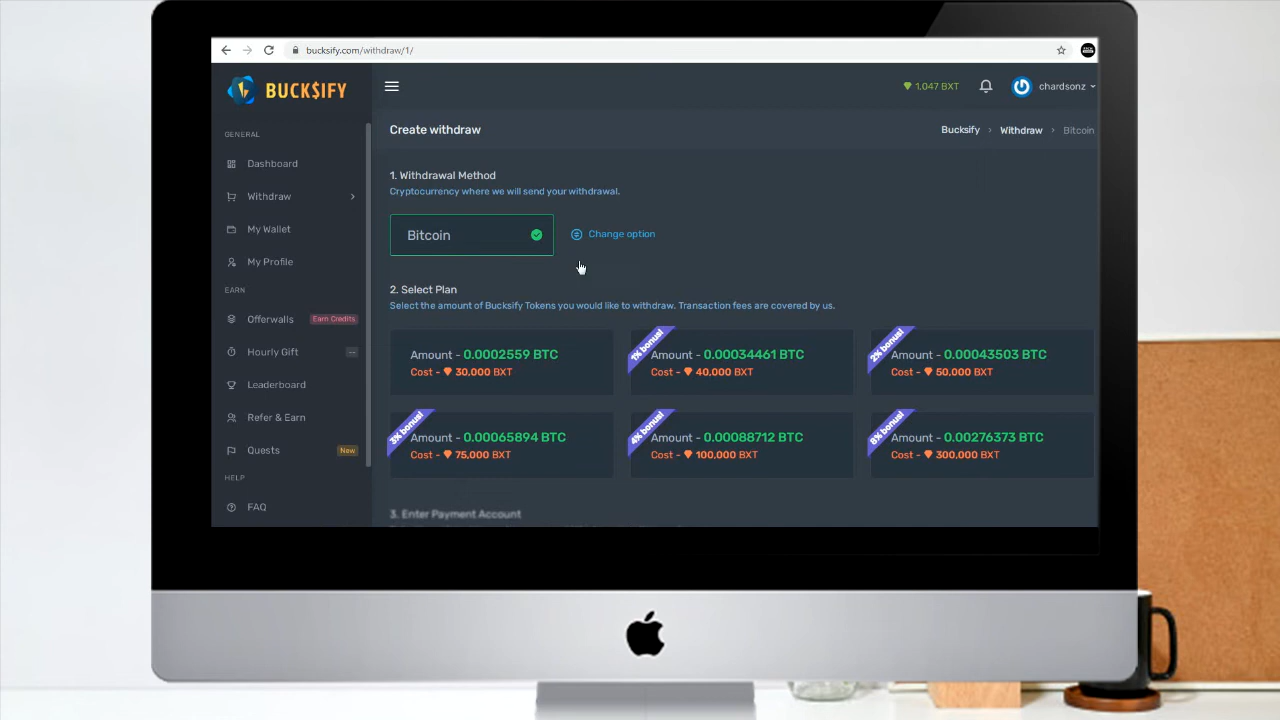 bucksify.com/withdraw/1/
BUCK$IFY
1,047 BXT
chardsonz
GENERAL
Dashboard
Withdraw
My Wallet
My Profile
EARN
Offerwalls
Earn Credits
Hourly Gift
--
Leaderboard
Refer & Earn
Quests
New
HELP
FAQ
Create withdraw
Bucksify > Withdraw > Bitcoin
1. Withdrawal Method
Cryptocurrency where we will send your withdrawal.
Bitcoin
Change option
2. Select Plan
Select the amount of Bucksify Tokens you would like to withdraw. Transaction fees are covered by us.
Amount - 0.0002559 BTC
Cost - 30,000 BXT
1% bonus!
Amount - 0.00034461 BTC
Cost - 40,000 BXT
2% bonus!
Amount - 0.00043503 BTC
Cost - 50,000 BXT
3% bonus!
Amount - 0.00065894 BTC
Cost - 75,000 BXT
4% bonus!
Amount - 0.00088712 BTC
Cost - 100,000 BXT
8% bonus!
Amount - 0.00276373 BTC
Cost - 300,000 BXT
3. Enter Payment Account